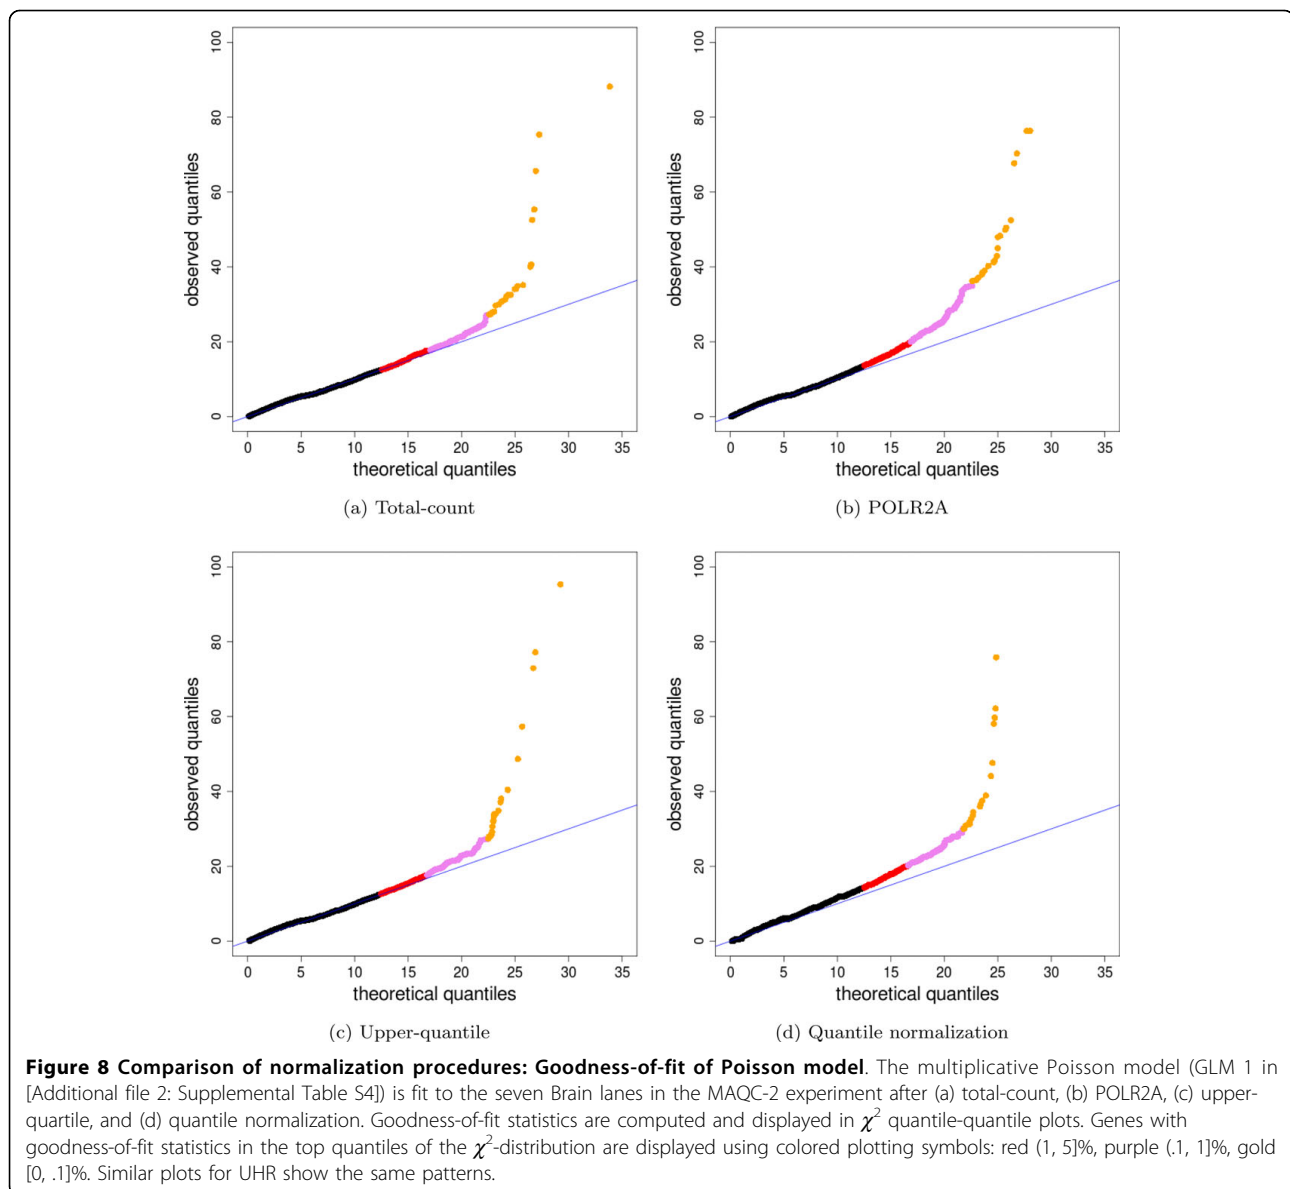 100
80
60
40
20
0
observed quantiles
0 5 10 15 20 25 30 35
theoretical quantiles
(a) Total-count
100
80
60
40
20
0
observed quantiles
0 5 10 15 20 25 30 35
theoretical quantiles
(b) POLR2A
100
80
60
40
20
0
observed quantiles
0 5 10 15 20 25 30 35
theoretical quantiles
(c) Upper-quantile
100
80
60
40
20
0
observed quantiles
0 5 10 15 20 25 30 35
theoretical quantiles
(d) Quantile normalization
Figure 8 Comparison of normalization procedures: Goodness-of-fit of Poisson model. The multiplicative Poisson model (GLM 1 in
[Additional file 2: Supplemental Table S4]) is fit to the seven Brain lanes in the MAQC-2 experiment after (a) total-count, (b) POLR2A, (c) upper-
quartile, and (d) quantile normalization. Goodness-of-fit statistics are computed and displayed in χ² quantile-quantile plots. Genes with
goodness-of-fit statistics in the top quantiles of the χ²-distribution are displayed using colored plotting symbols: red (1, 5]%, purple (.1, 1]%, gold
[0, .1]%. Similar plots for UHR show the same patterns.